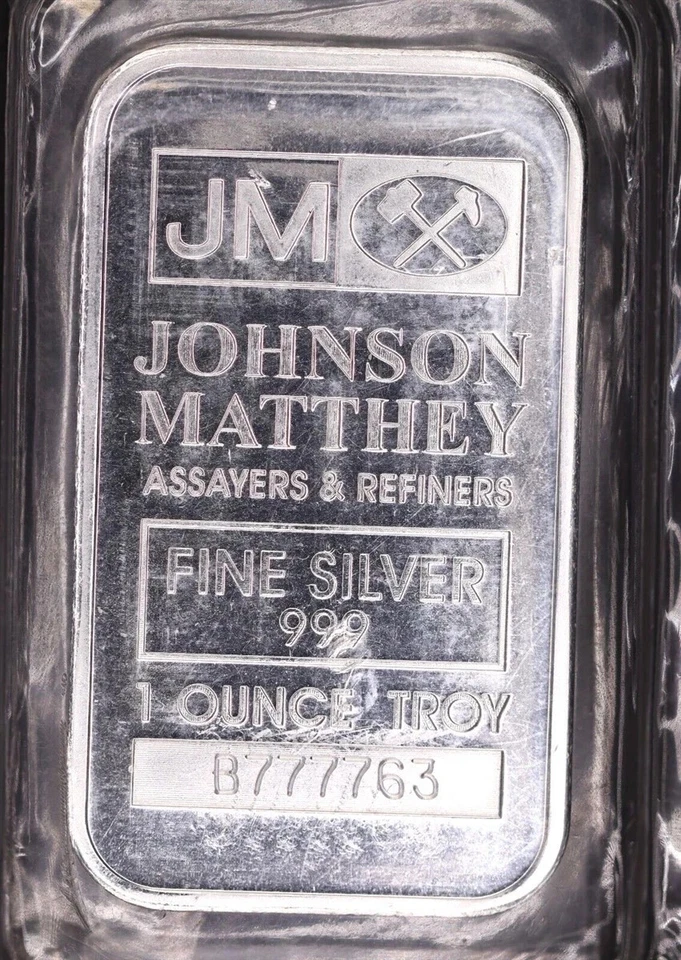 JM
JOHNSON
MATTHEY
ASSAYERS & REFINERS
FINE SILVER
999
1 OUNCE TROY
B777763